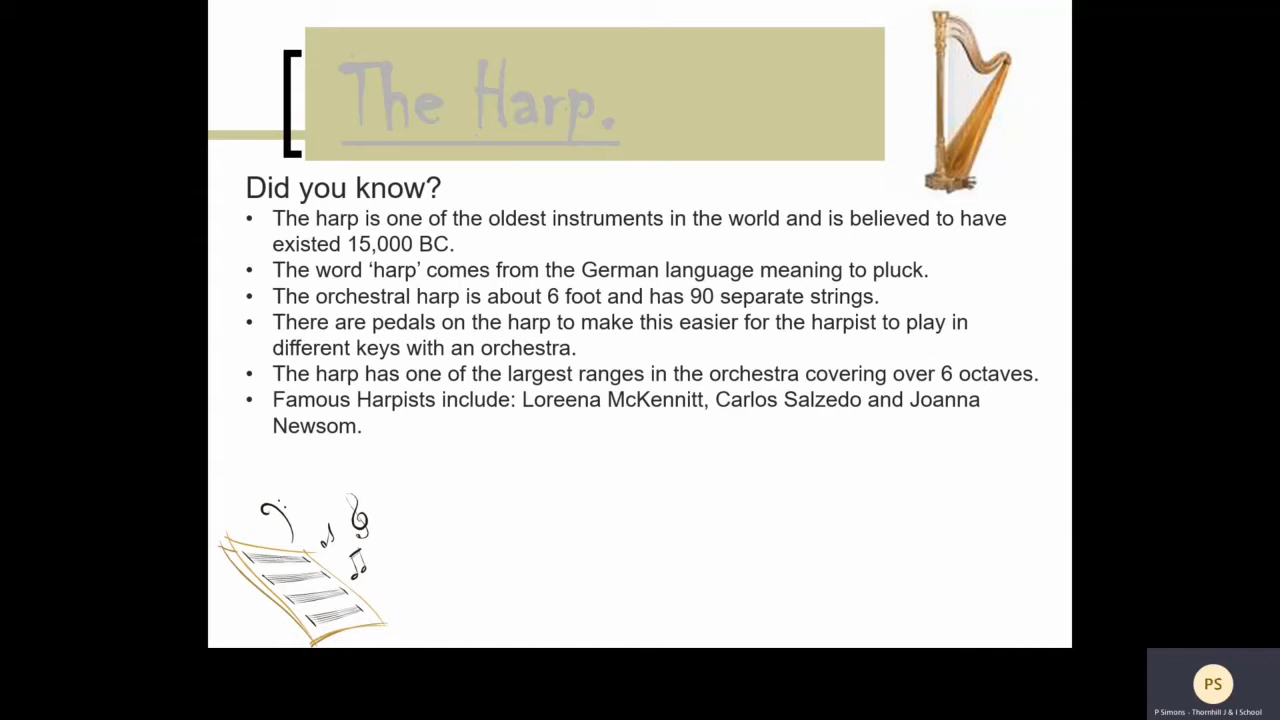 The Harp.
Did you know?
• The harp is one of the oldest instruments in the world and is believed to have
existed 15,000 BC.
• The word ‘harp’ comes from the German language meaning to pluck.
• The orchestral harp is about 6 foot and has 90 separate strings.
• There are pedals on the harp to make this easier for the harpist to play in
different keys with an orchestra.
• The harp has one of the largest ranges in the orchestra covering over 6 octaves.
• Famous Harpists include: Loreena McKennitt, Carlos Salzedo and Joanna
Newsom.
PS
P Simons - Thornhill J & I School